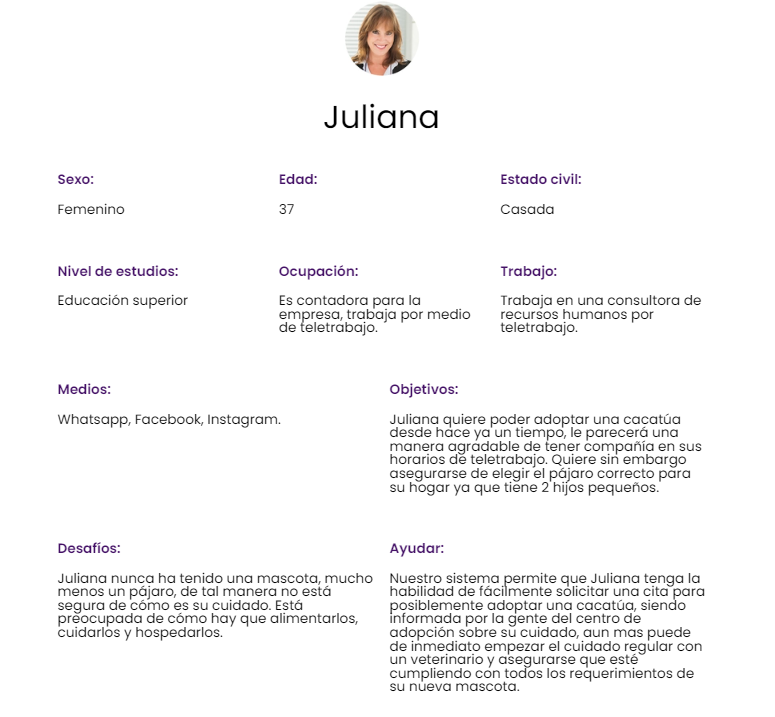 Juliana
Sexo:
Edad:
Estado civil:
Femenino
37
Casada
Nivel de estudios:
Ocupación:
Trabajo:
Educación superior
Es contadora para la
empresa, trabaja por medio
de teletrabajo.
Trabaja en una consultora de
recursos humanos por
teletrabajo.
Medios:
Objetivos:
Whatsapp, Facebook, Instagram.
Juliana quiere poder adoptar una cacatúa
desde hace ya un tiempo, le parecerá una
manera agradable de tener compañía en sus
horarios de teletrabajo. Quiere sin embargo
asegurarse de elegir el pájaro correcto para
su hogar ya que tiene 2 hijos pequeños.
Desafíos:
Ayudar:
Juliana nunca ha tenido una mascota, mucho
menos un pájaro, de tal manera no está
segura de cómo es su cuidado. Está
preocupada de cómo hay que alimentarlos,
cuidarlos y hospedarlos.
Nuestro sistema permite que Juliana tenga la
habilidad de fácilmente solicitar una cita para
posiblemente adoptar una cacatúa, siendo
informada por la gente del centro de
adopción sobre su cuidado, aun mas puede
de inmediato empezar el cuidado regular con
un veterinario y asegurarse que esté
cumpliendo con todos los requerimientos de
su nueva mascota.